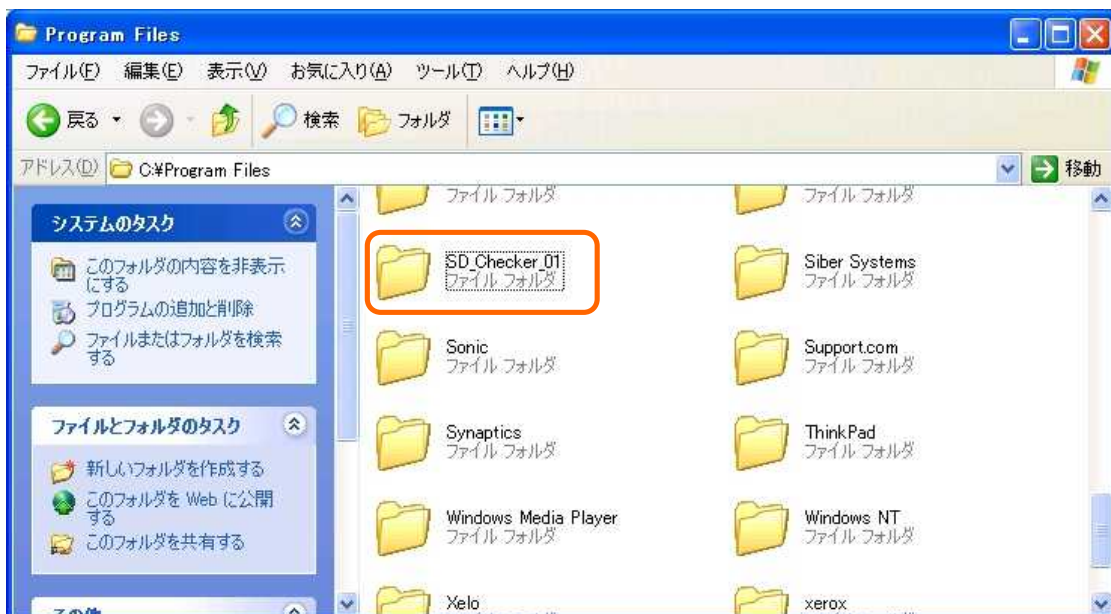 Program Files
ファイル(F) 編集(E) 表示(V) お気に入り(A) ツール(T) ヘルプ(H)
戻る 検索 フォルダ
アドレス(D) C:¥Program Files 移動
システムのタスク
このフォルダの内容を非表示
にする
プログラムの追加と削除
ファイルまたはフォルダを検索
する
ファイルとフォルダのタスク
新しいフォルダを作成する
このフォルダを Web に公開
する
このフォルダを共有する
その他
ファイル フォルダ
ファイル フォルダ
SD_Checker_01
ファイル フォルダ
Siber Systems
ファイル フォルダ
Sonic
ファイル フォルダ
Support.com
ファイル フォルダ
Synaptics
ファイル フォルダ
ThinkPad
ファイル フォルダ
Windows Media Player
ファイル フォルダ
Windows NT
ファイル フォルダ
Xelo
xerox